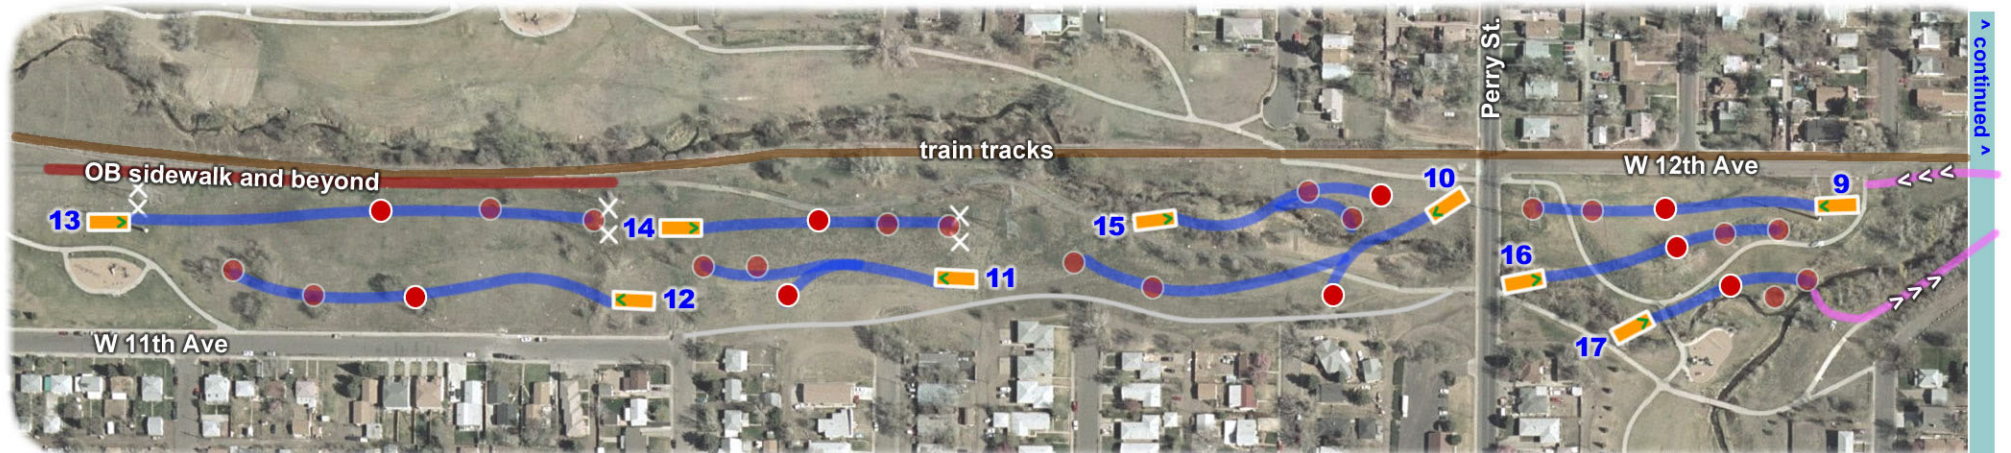 Perry St.
^ continued ^
train tracks
W 12th Ave
OB sidewalk and beyond
13
14
15
10
9
16
12
11
17
W 11th Ave